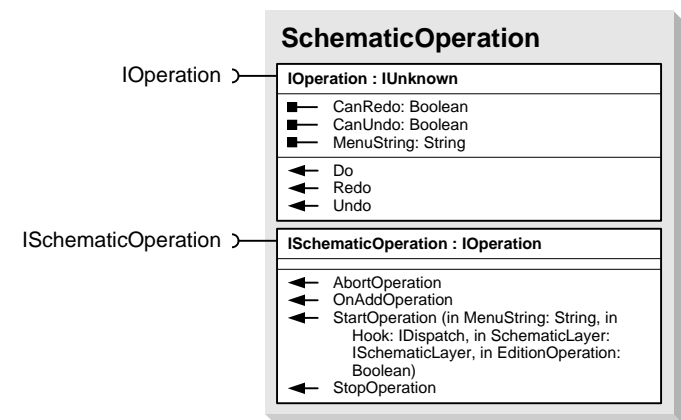 SchematicOperation
IOperation
IOperation : IUnknown
CanRedo: Boolean
CanUndo: Boolean
MenuString: String
Do
Redo
Undo
ISchematicOperation
ISchematicOperation : IOperation
AbortOperation
OnAddOperation
StartOperation (in MenuString: String, in
Hook: IDispatch, in SchematicLayer:
ISchematicLayer, in EditionOperation:
Boolean)
StopOperation